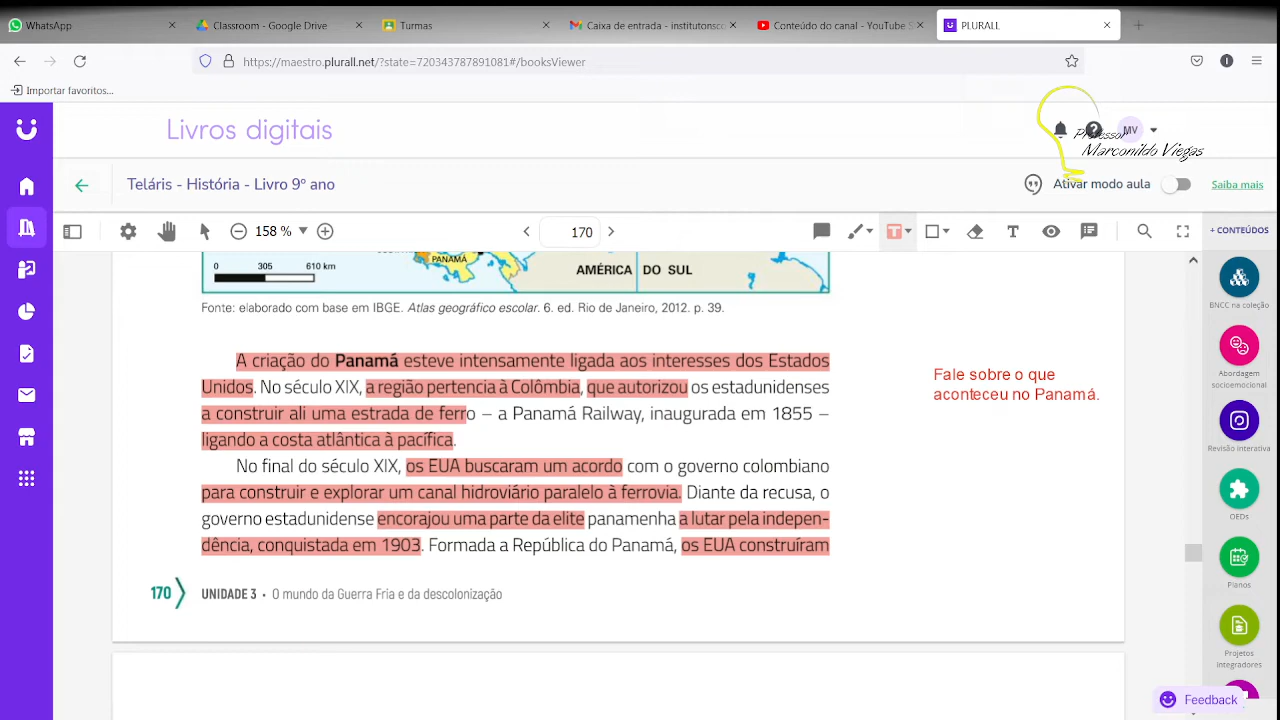 WhatsApp
Classroom - Google Drive
Turmas
Caixa de entrada - institutonsco
Conteúdo do canal - YouTube S
PLURALL
https://maestro.plurall.net/?state=720343787891081#/booksViewer
Importar favoritos...
Livros digitais
MV
Professor
Marconildo Viegas
Teláris - História - Livro 9º ano
Ativar modo aula
Saiba mais
158 %
170
+ CONTEÚDOS
PANAMÁ
0 305 610 km
AMÉRICA DO SUL
Fonte: elaborado com base em IBGE. Atlas geográfico escolar. 6. ed. Rio de Janeiro, 2012. p. 39.
A criação do Panamá esteve intensamente ligada aos interesses dos Estados
Unidos. No século XIX, a região pertencia à Colômbia, que autorizou os estadunidenses
a construir ali uma estrada de ferro – a Panamá Railway, inaugurada em 1855 –
ligando a costa atlântica à pacífica.
No final do século XIX, os EUA buscaram um acordo com o governo colombiano
para construir e explorar um canal hidroviário paralelo à ferrovia. Diante da recusa, o
governo estadunidense encorajou uma parte da elite panamenha a lutar pela indepen-
dência, conquistada em 1903. Formada a República do Panamá, os EUA construíram
Fale sobre o que
aconteceu no Panamá.
170
UNIDADE 3 • O mundo da Guerra Fria e da descolonização
BNCC na coleção
Abordagem
socioemocional
Revisão interativa
OEDs
Planos
Projetos
integradores
Feedback